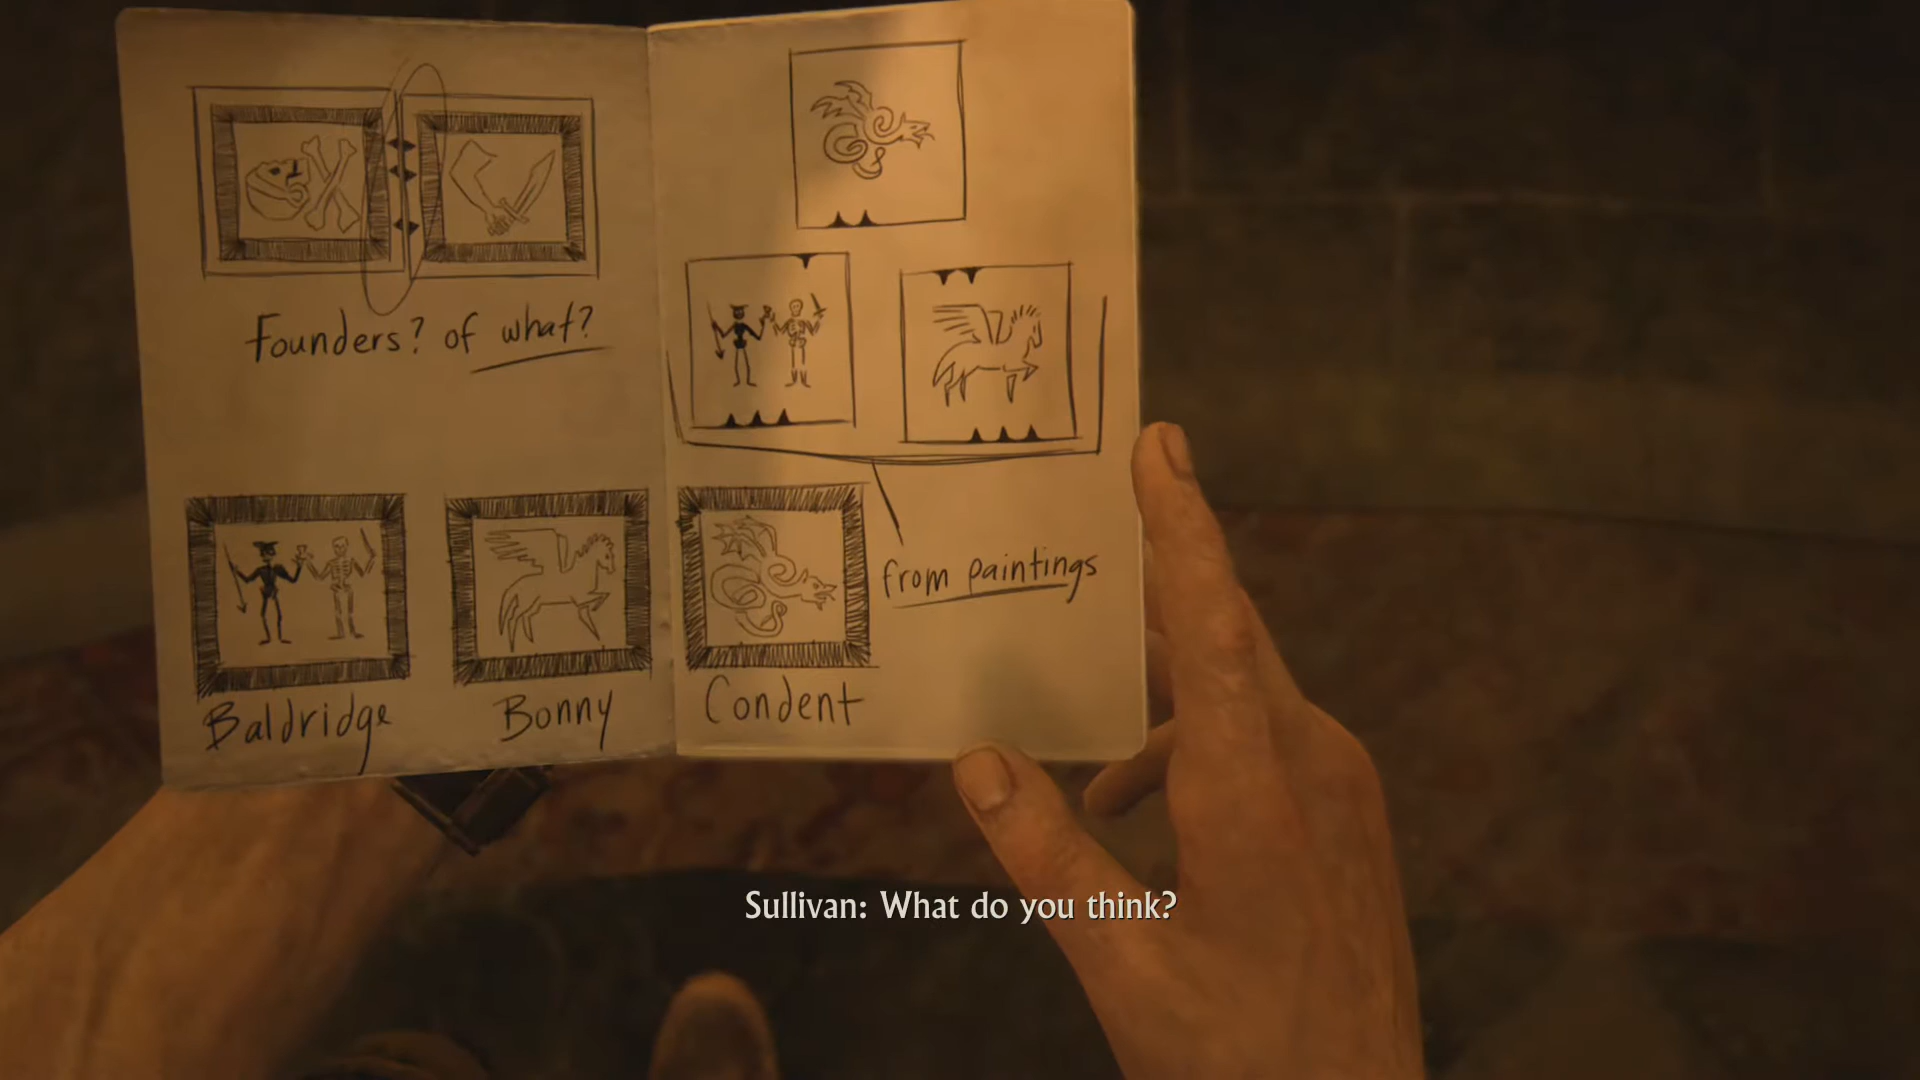 Founders? of what?
from paintings
Baldridge
Bonny
Condent
Sullivan: What do you think?